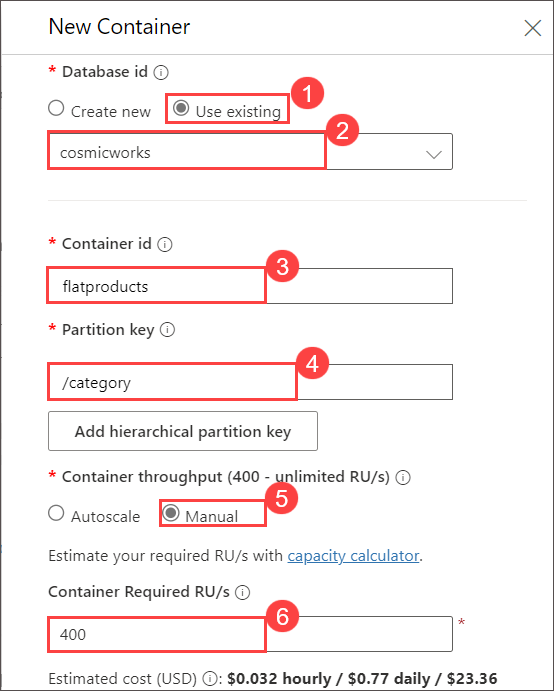 New Container
* Database id
Create new Use existing 1
cosmicworks 2
* Container id
flatproducts 3
* Partition key
/category 4
Add hierarchical partition key
* Container throughput (400 - unlimited RU/s)
Autoscale Manual 5
Estimate your required RU/s with capacity calculator.
Container Required RU/s
400 6 *
Estimated cost (USD) : $0.032 hourly / $0.77 daily / $23.36